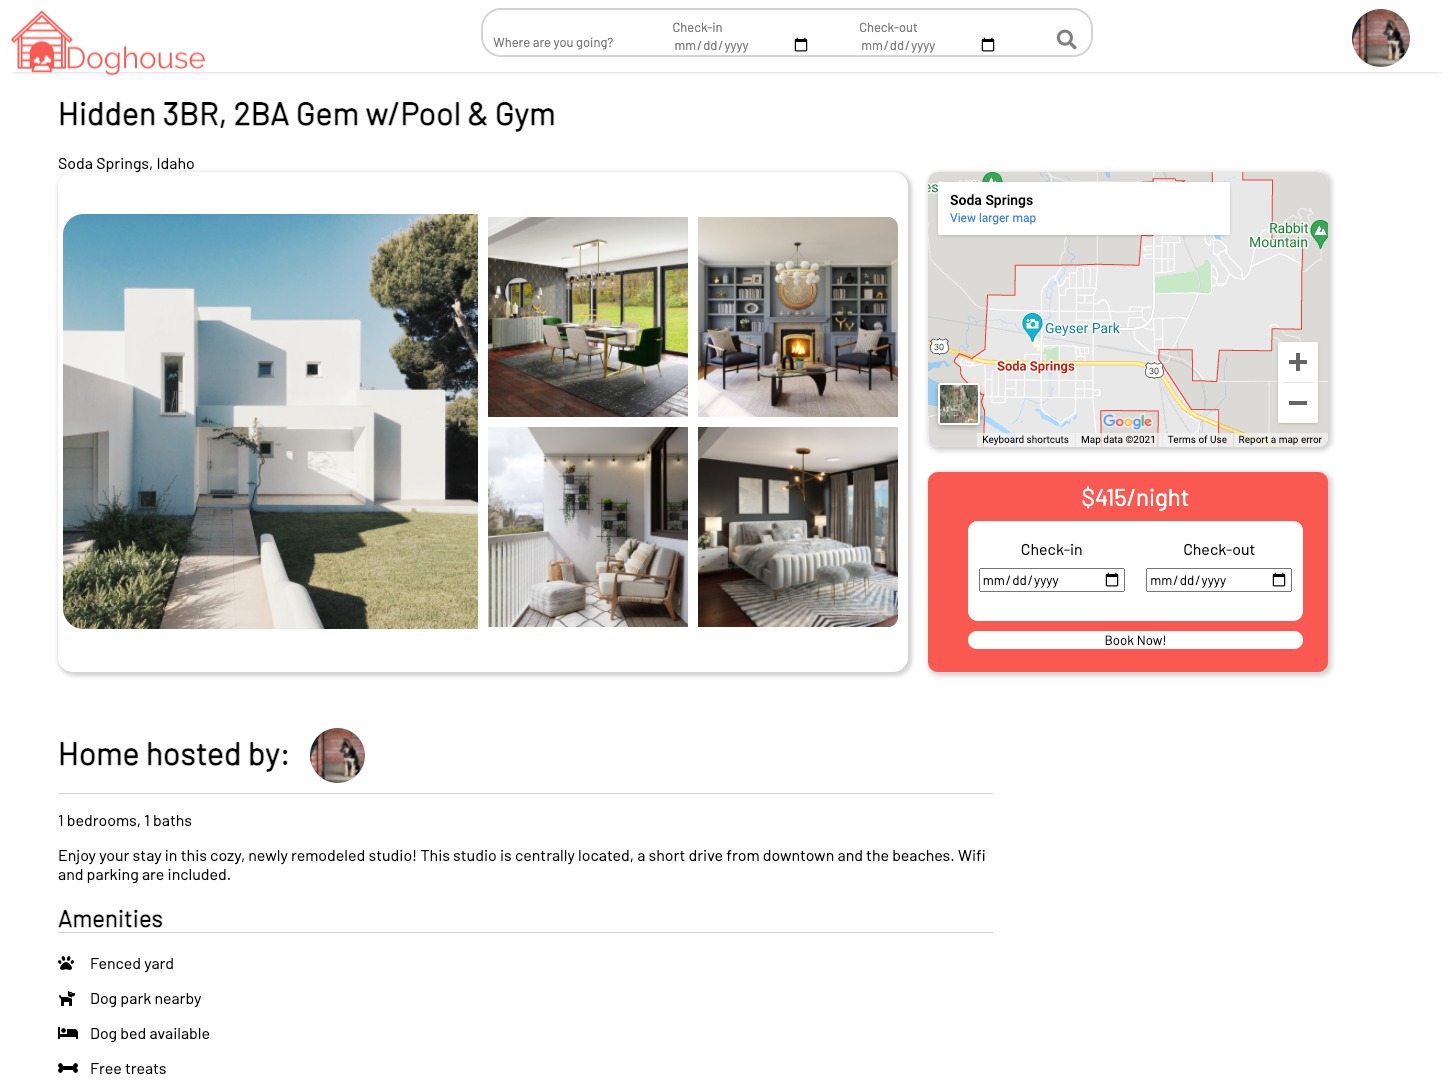 Doghouse
Where are you going?
Check-in
mm/dd/yyyy
Check-out
mm/dd/yyyy
Hidden 3BR, 2BA Gem w/Pool & Gym
Soda Springs, Idaho
Soda Springs
View larger map
Rabbit
Mountain
Geyser Park
30
Soda Springs
30
Google
Keyboard shortcuts
Map data ©2021
Terms of Use
Report a map error
$415/night
Check-in
Check-out
mm/dd/yyyy
mm/dd/yyyy
Book Now!
Home hosted by:
1 bedrooms, 1 baths
Enjoy your stay in this cozy, newly remodeled studio! This studio is centrally located, a short drive from downtown and the beaches. Wifi
and parking are included.
Amenities
Fenced yard
Dog park nearby
Dog bed available
Free treats